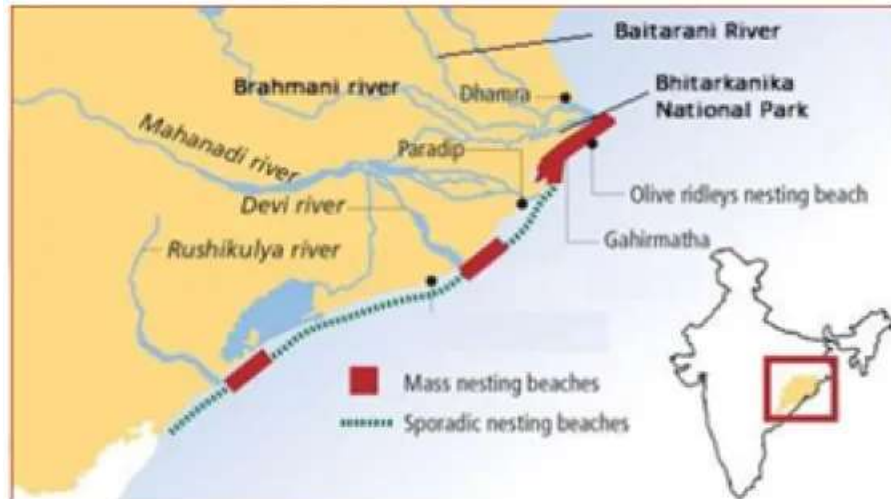 Baitarani River
Brahmani river
Dhamra
Bhitarkanika
National Park
Mahanadi river
Paradip
Olive ridleys nesting beach
Devi river
Gahirmatha
Rushikulya river
Mass nesting beaches
Sporadic nesting beaches